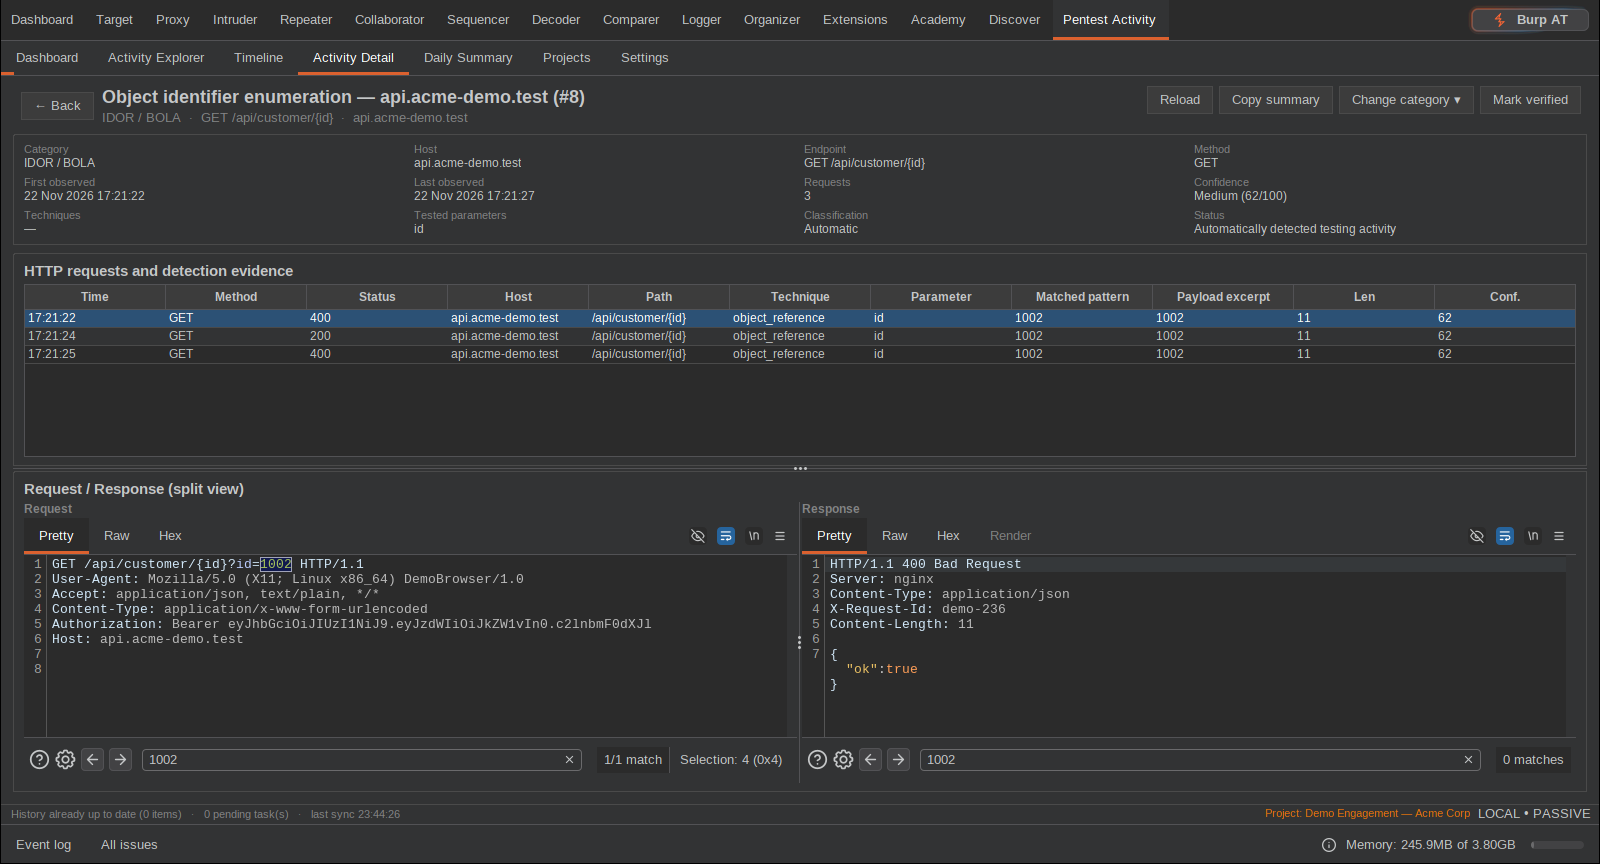 Dashboard Target Proxy Intruder Repeater Collaborator Sequencer Decoder Comparer Logger Organizer Extensions Academy Discover Pentest Activity Burp AT
Dashboard Activity Explorer Timeline Activity Detail Daily Summary Projects Settings
← Back
Object identifier enumeration — api.acme-demo.test (#8)
IDOR / BOLA · GET /api/customer/{id} · api.acme-demo.test
Reload Copy summary Change category ▾ Mark verified
Category Host Endpoint Method
IDOR / BOLA api.acme-demo.test GET /api/customer/{id} GET
First observed Last observed Requests Confidence
22 Nov 2026 17:21:22 22 Nov 2026 17:21:27 3 Medium (62/100)
Techniques Tested parameters Classification Status
— id Automatic Automatically detected testing activity
HTTP requests and detection evidence
Time Method Status Host Path Technique Parameter Matched pattern Payload excerpt Len Conf.
17:21:22 GET 400 api.acme-demo.test /api/customer/{id} object_reference id 1002 1002 11 62
17:21:24 GET 200 api.acme-demo.test /api/customer/{id} object_reference id 1002 1002 11 62
17:21:25 GET 400 api.acme-demo.test /api/customer/{id} object_reference id 1002 1002 11 62
Request / Response (split view)
Request
Pretty Raw Hex \n
1 GET /api/customer/{id}?id=1002 HTTP/1.1
2 User-Agent: Mozilla/5.0 (X11; Linux x86_64) DemoBrowser/1.0
3 Accept: application/json, text/plain, */*
4 Content-Type: application/x-www-form-urlencoded
5 Authorization: Bearer eyJhbGciOiJIUzI1NiJ9.eyJzdWIiOiJkZW1vIn0.c2lnbmF0dXJl
6 Host: api.acme-demo.test
7
8
1002 1/1 match Selection: 4 (0x4)
Response
Pretty Raw Hex Render \n
1 HTTP/1.1 400 Bad Request
2 Server: nginx
3 Content-Type: application/json
4 X-Request-Id: demo-236
5 Content-Length: 11
6
7 {
"ok":true
}
1002 0 matches
History already up to date (0 items) · 0 pending task(s) · last sync 23:44:26
Project: Demo Engagement — Acme Corp LOCAL • PASSIVE
Event log All issues
Memory: 245.9MB of 3.80GB